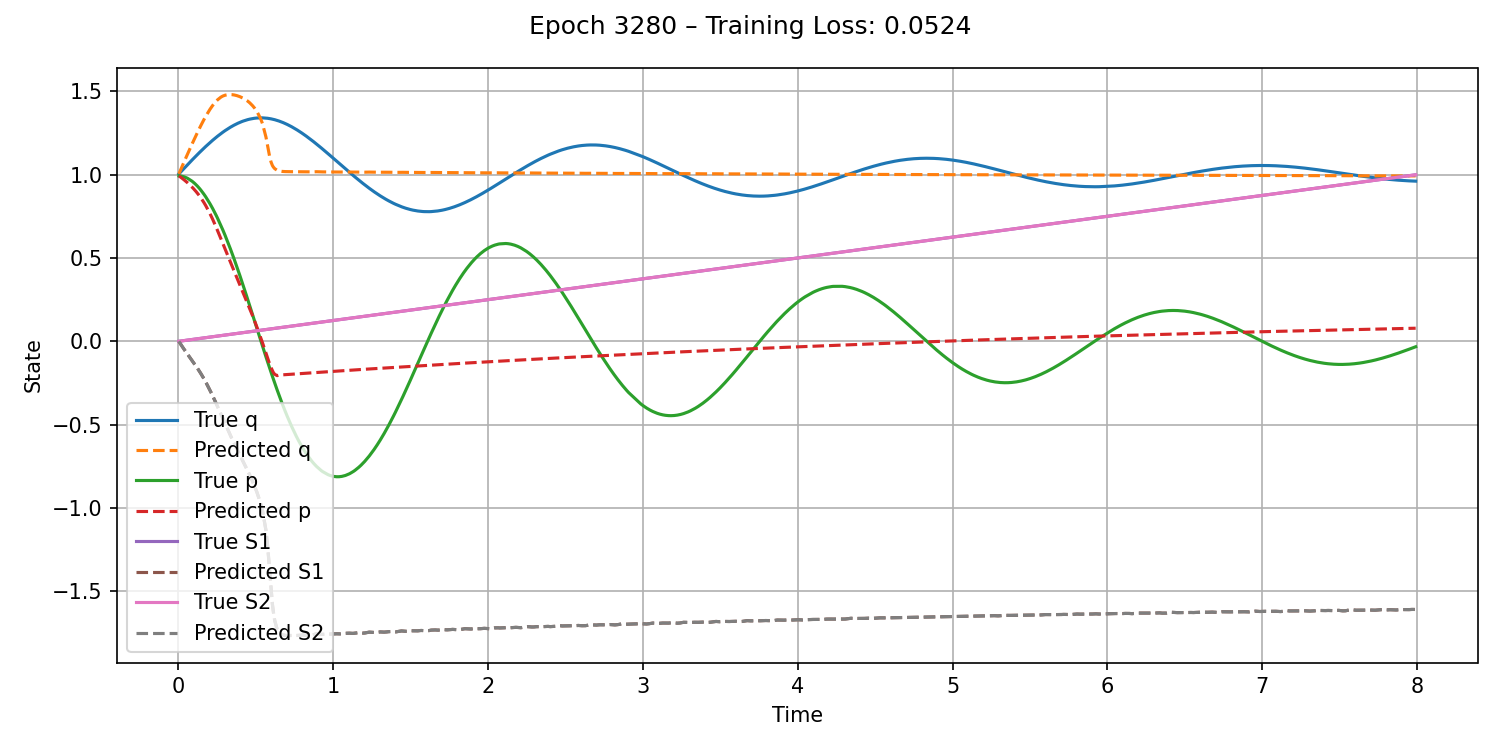 Epoch 3280 – Training Loss: 0.0524
1.5
1.0
0.5
0.0
−0.5
−1.0
−1.5
State
True q
Predicted q
True p
Predicted p
True S1
Predicted S1
True S2
Predicted S2
0 1 2 3 4 5 6 7 8
Time